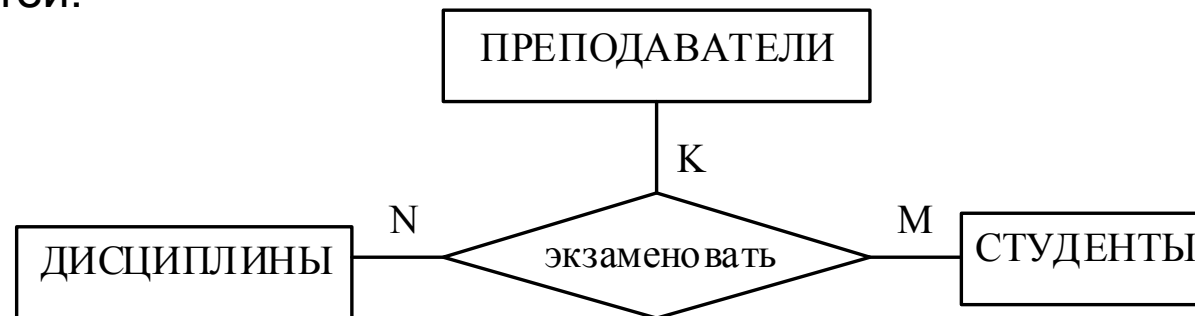 ПРЕПОДАВАТЕЛИ
K
N
M
ДИСЦИПЛИНЫ
экзаменовать
СТУДЕНТЫ